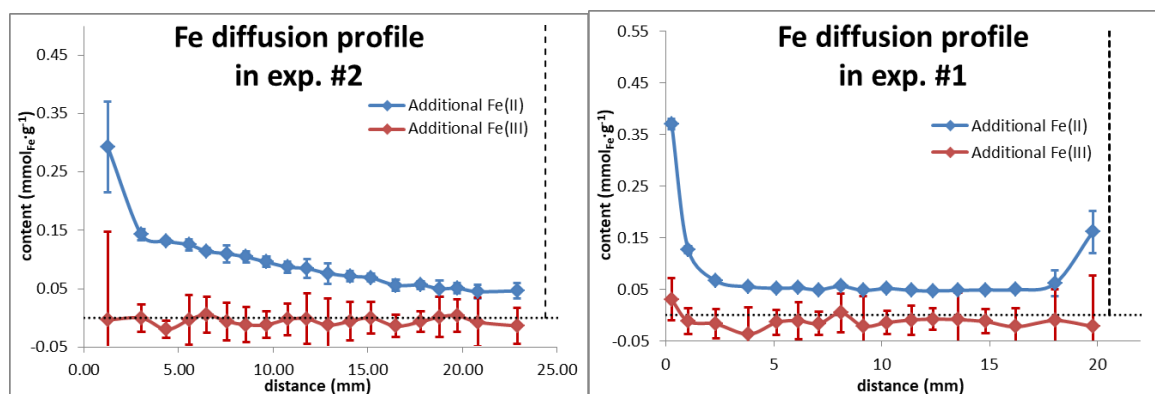 Fe diffusion profile
in exp. #2
Additional Fe(II)
Additional Fe(III)
content (mmolFe·g-1)
0.45
0.35
0.25
0.15
0.05
-0.05
0.00 5.00 10.00 15.00 20.00 25.00
distance (mm)
Fe diffusion profile
in exp. #1
Additional Fe(II)
Additional Fe(III)
content (mmolFe·g-1)
0.55
0.45
0.35
0.25
0.15
0.05
-0.05
0 5 10 15 20
distance (mm)